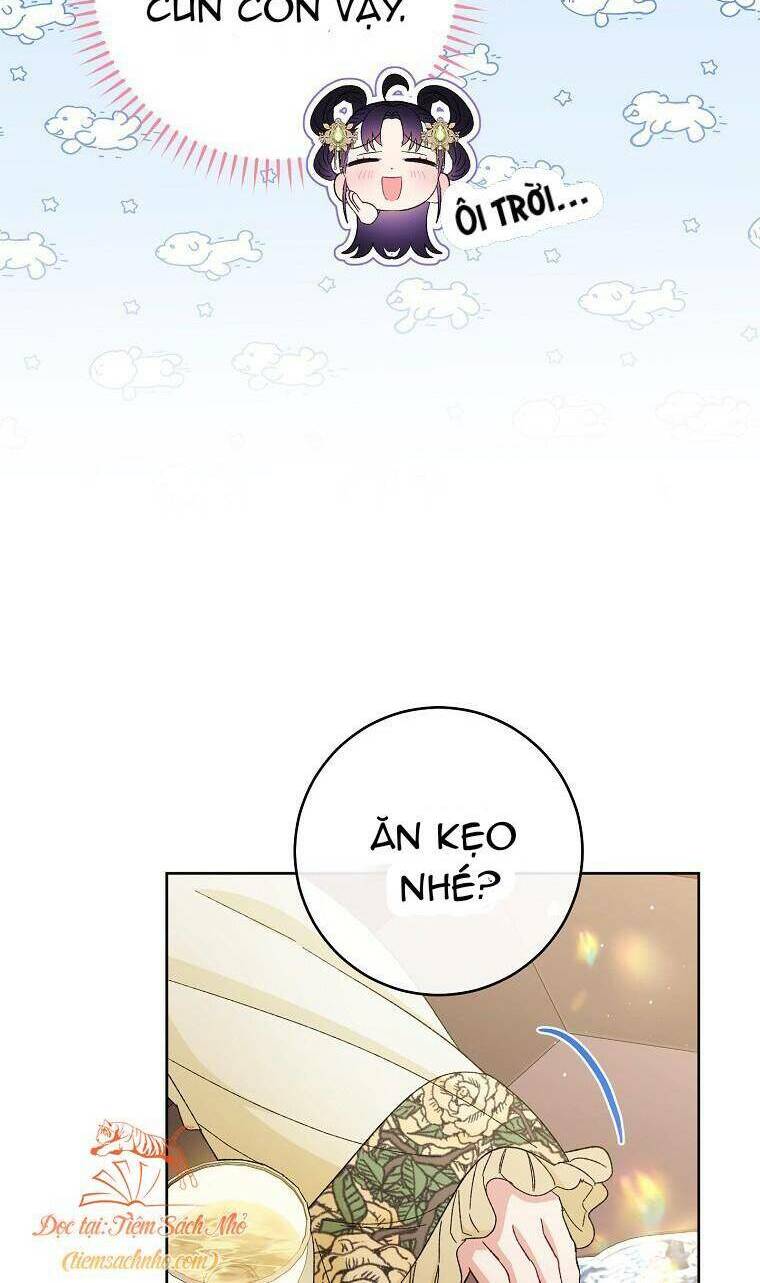 CÚN CON VẬY.
ÔI TRỜI...
ĂN KẸO
NHÉ?
Đọc tại: Tiệm Sách Nhỏ
(tiemsachnho.com)